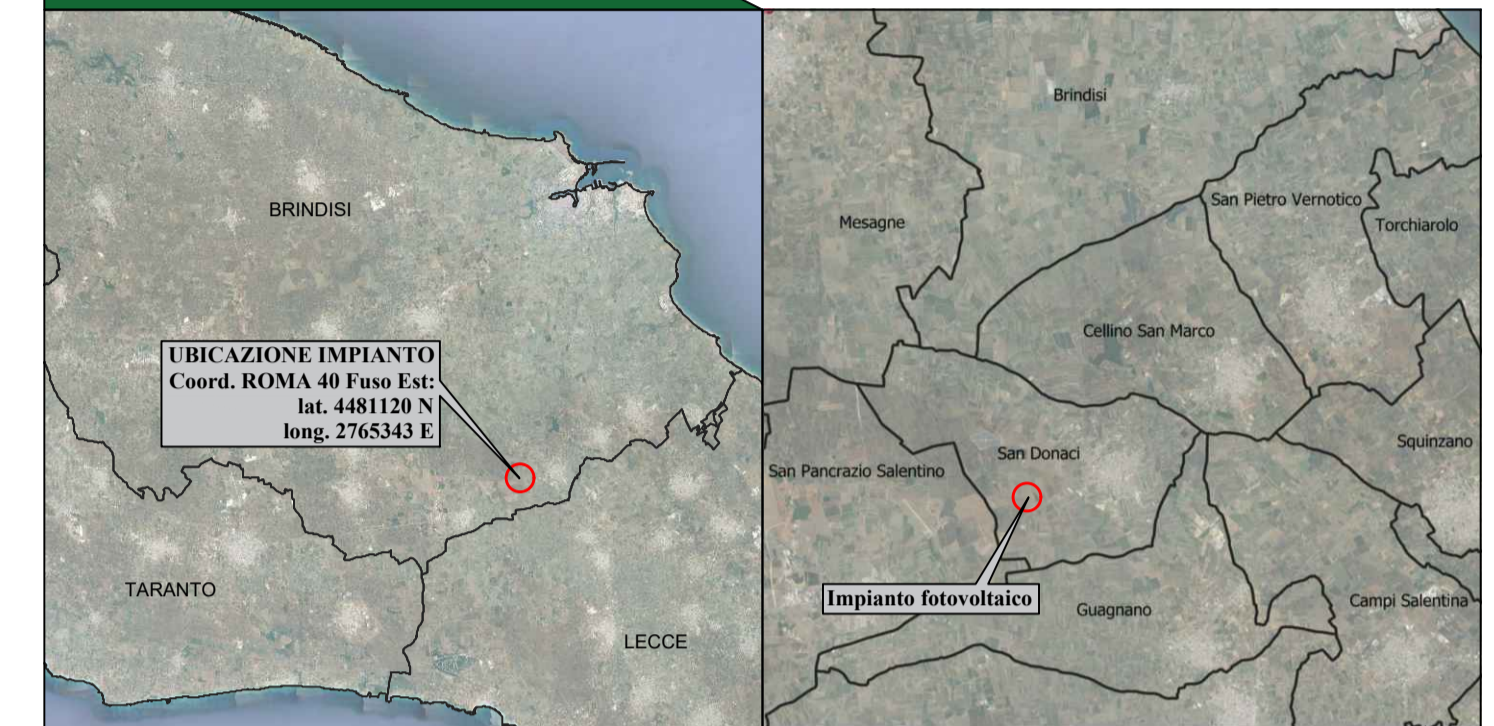 BRINDISI
UBICAZIONE IMPIANTO
Coord. ROMA 40 Fuso Est:
lat. 4481120 N
long. 2765343 E
TARANTO
LECCE
Brindisi
San Pietro Vernotico
Mesagne
Torchiarolo
Cellino San Marco
Squinzano
San Donaci
San Pancrazio Salentino
Impianto fotovoltaico
Guagnano
Campi Salentina